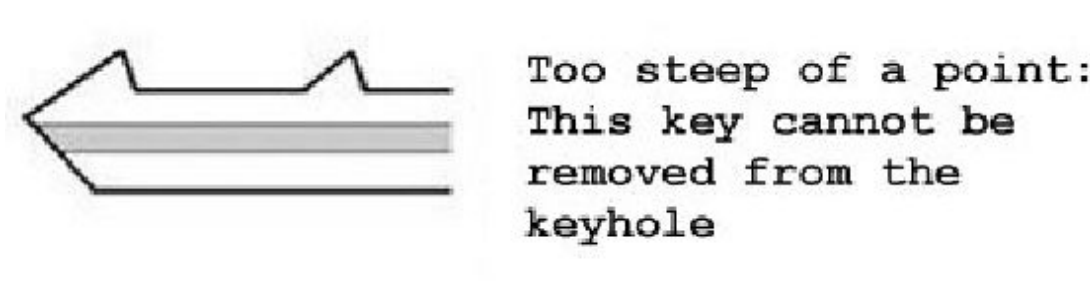 Too steep of a point:
This key cannot be
removed from the
keyhole